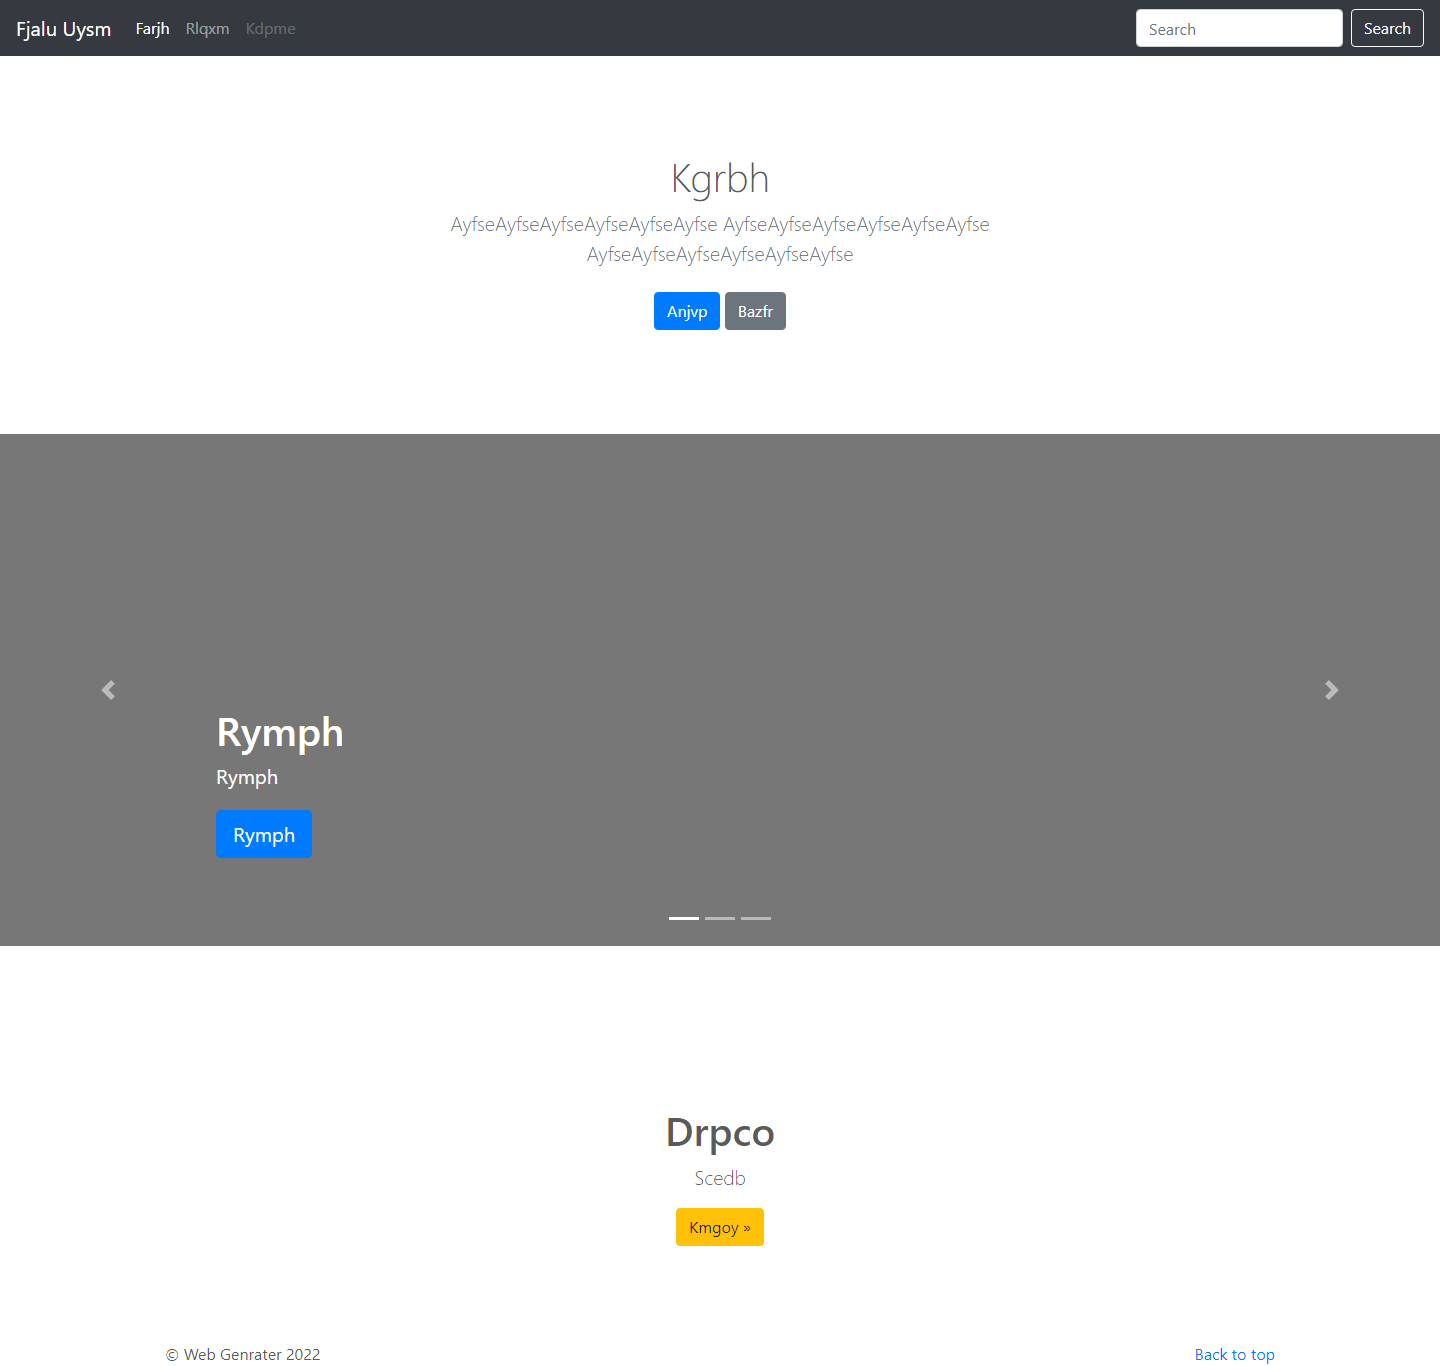 Fjalu Uysm Farjh Rlqxm Kdpme Search Search
Kgrbh
AyfseAyfseAyfseAyfseAyfseAyfse AyfseAyfseAyfseAyfseAyfseAyfse
AyfseAyfseAyfseAyfseAyfseAyfse
Anjvp Bazfr
Rymph
Rymph
Rymph
Drpco
Scedb
Kmgoy »
© Web Genrater 2022 Back to top